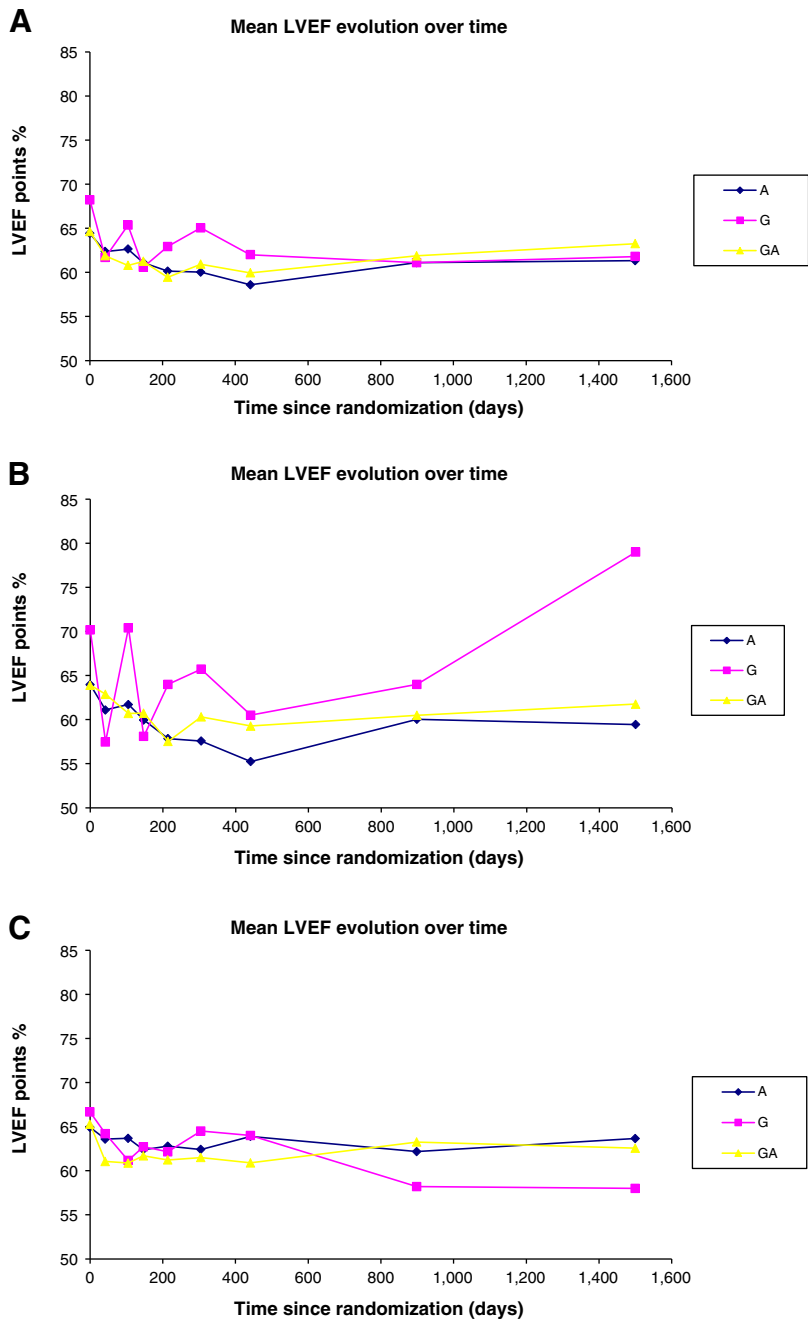 A
Mean LVEF evolution over time
LVEF points %
85
80
75
70
65
60
55
50
0 200 400 600 800 1,000 1,200 1,400 1,600
Time since randomization (days)
A
G
GA
B
Mean LVEF evolution over time
LVEF points %
85
80
75
70
65
60
55
50
0 200 400 600 800 1,000 1,200 1,400 1,600
Time since randomization (days)
A
G
GA
C
Mean LVEF evolution over time
LVEF points %
85
80
75
70
65
60
55
50
0 200 400 600 800 1,000 1,200 1,400 1,600
Time since randomization (days)
A
G
GA